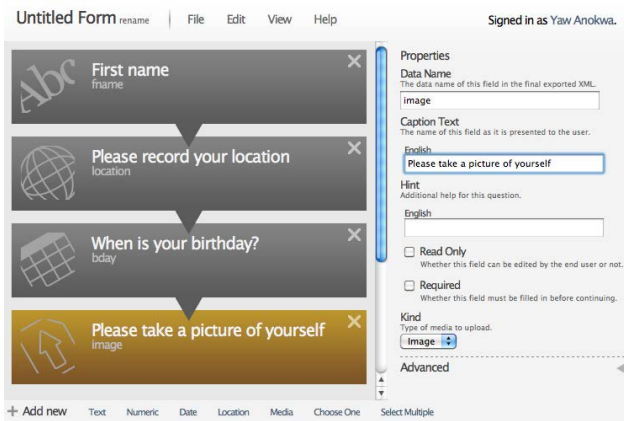 Untitled Form rename File Edit View Help Signed in as Yaw Anokwa.
Abc
First name
fname
Please record your location
location
When is your birthday?
bday
Please take a picture of yourself
image
Properties
Data Name
The data name of this field in the final exported XML.
image
Caption Text
The name of this field as it is presented to the user.
English
Please take a picture of yourself
Hint
Additional help for this question.
English
Read Only
Whether this field can be edited by the end user or not.
Required
Whether this field must be filled in before continuing.
Kind
Type of media to upload.
Image
Advanced
Add new Text Numeric Date Location Media Choose One Select Multiple